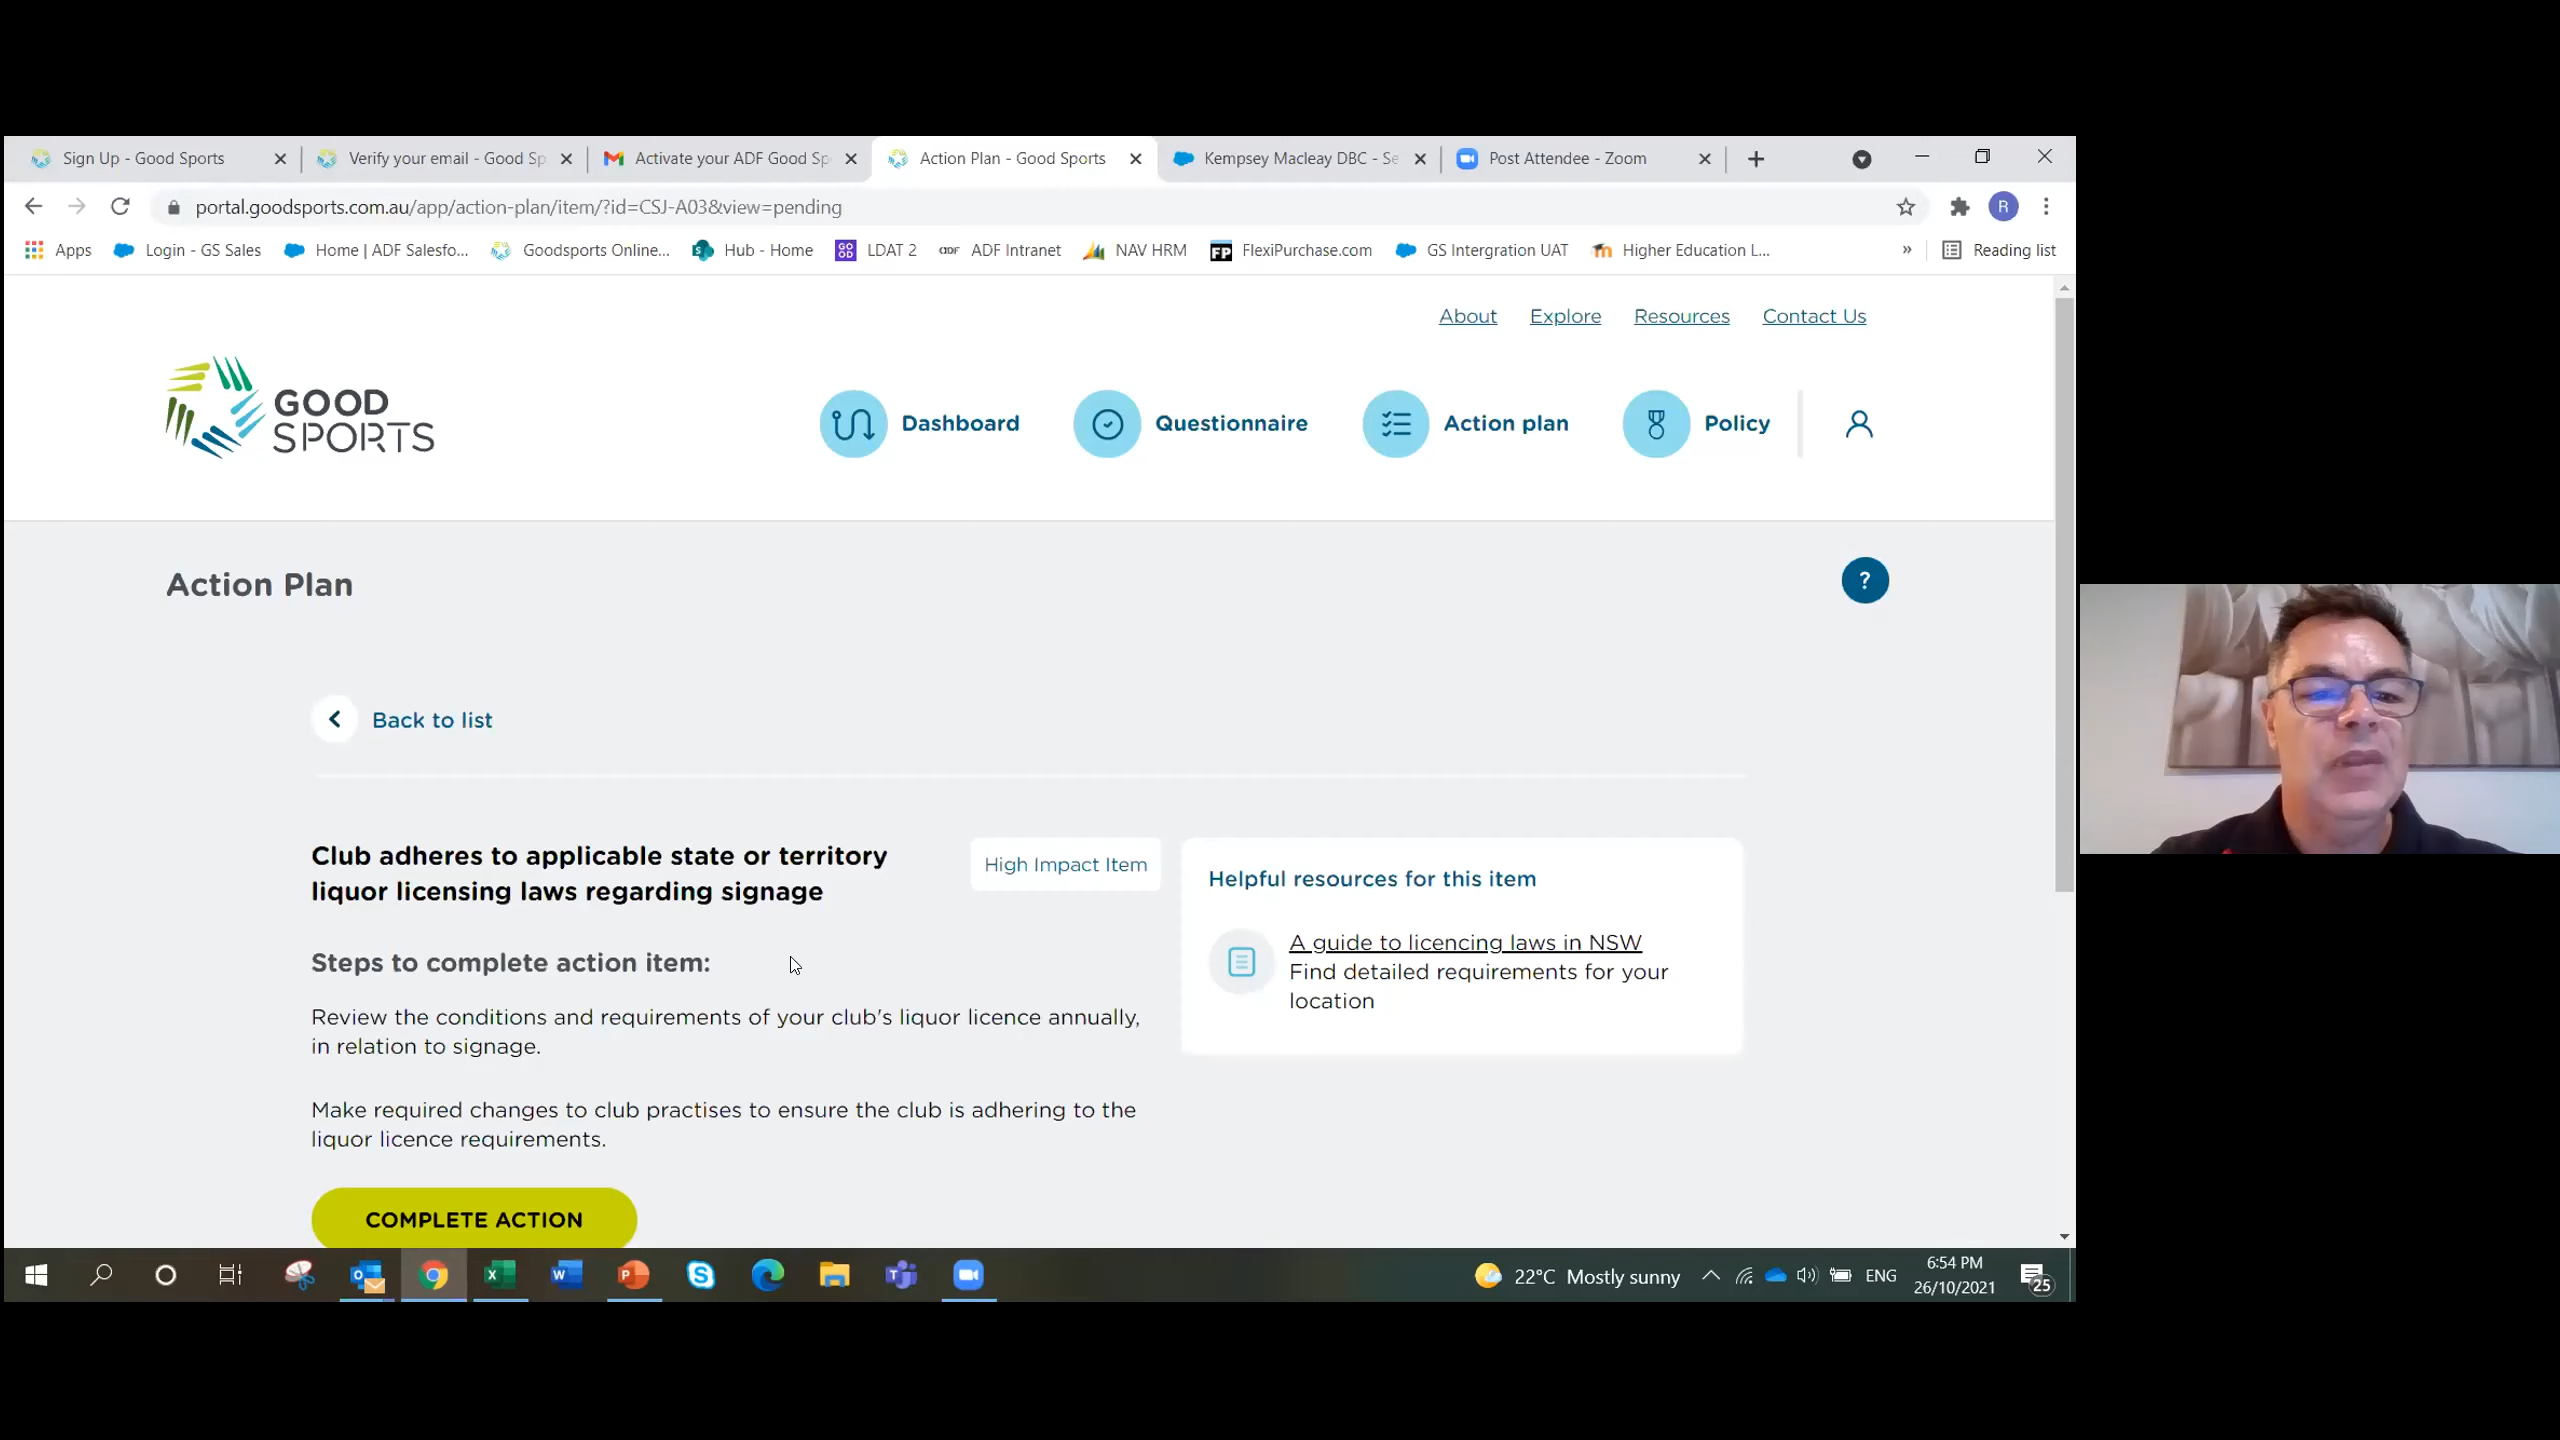 Sign Up - Good Sports
Verify your email - Good Sp
Activate your ADF Good Sp
Action Plan - Good Sports
Kempsey Macleay DBC - Se
Post Attendee - Zoom
portal.goodsports.com.au/app/action-plan/item/?id=CSJ-A03&view=pending
R
Apps
Login - GS Sales
Home | ADF Salesfo...
Goodsports Online...
Hub - Home
GO OD
LDAT 2
ADF
ADF Intranet
NAV HRM
FP
FlexiPurchase.com
GS Intergration UAT
Higher Education L...
»
Reading list
About
Explore
Resources
Contact Us
GOOD
SPORTS
Dashboard
Questionnaire
Action plan
Policy
Action Plan
?
Back to list
Club adheres to applicable state or territory
liquor licensing laws regarding signage
High Impact Item
Helpful resources for this item
A guide to licencing laws in NSW
Find detailed requirements for your
location
Steps to complete action item:
Review the conditions and requirements of your club's liquor licence annually,
in relation to signage.
Make required changes to club practises to ensure the club is adhering to the
liquor licence requirements.
COMPLETE ACTION
22°C Mostly sunny
ENG
6:54 PM
26/10/2021
25